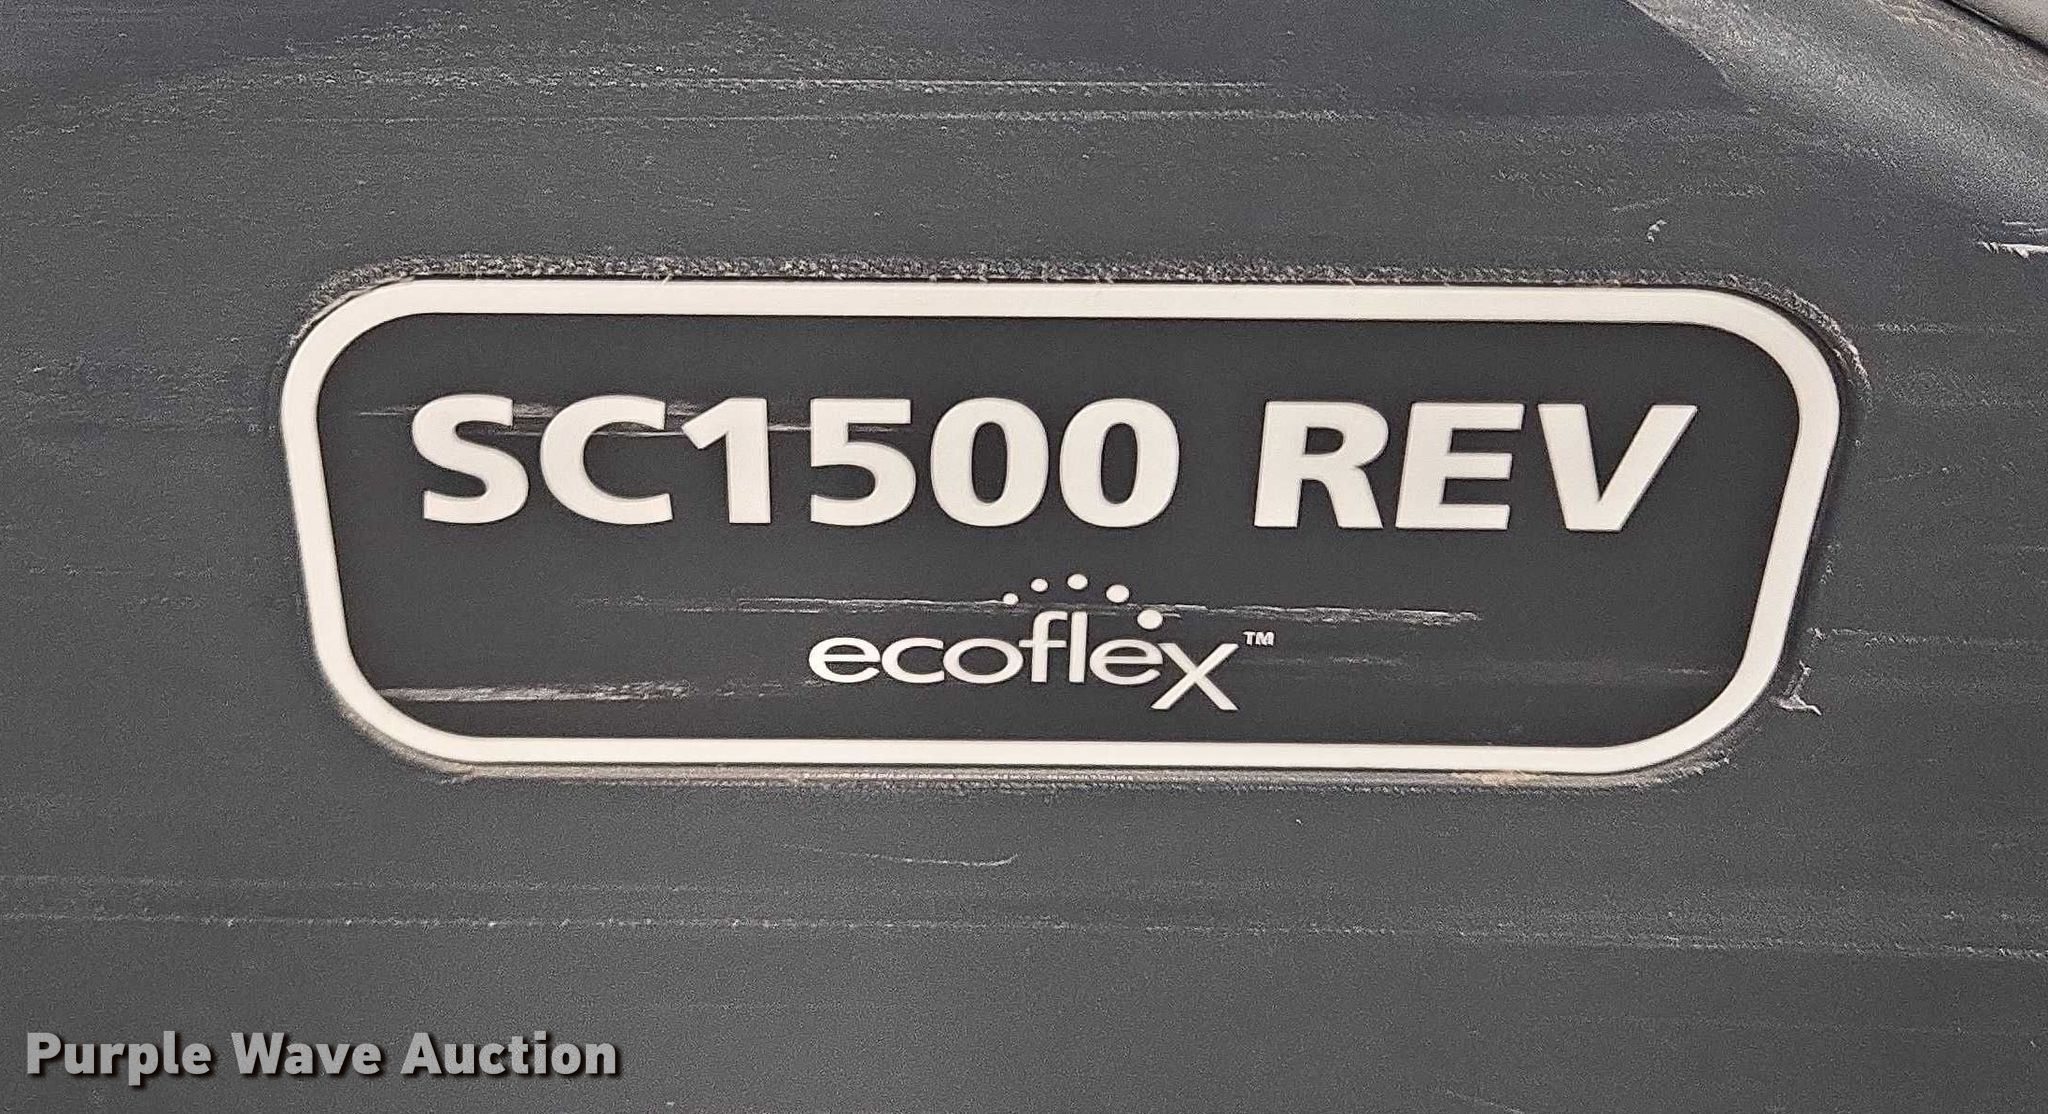 SC1500 REV
ecoflex™
Purple Wave Auction